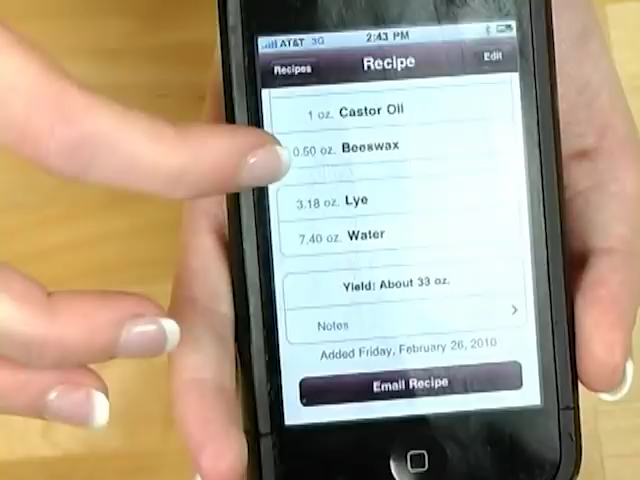 AT&T 3G 2:43 PM
Recipes Recipe Edit
1 oz. Castor Oil
0.50 oz. Beeswax
3.18 oz. Lye
7.40 oz. Water
Yield: About 33 oz.
Notes
Added Friday, February 26, 2010
Email Recipe